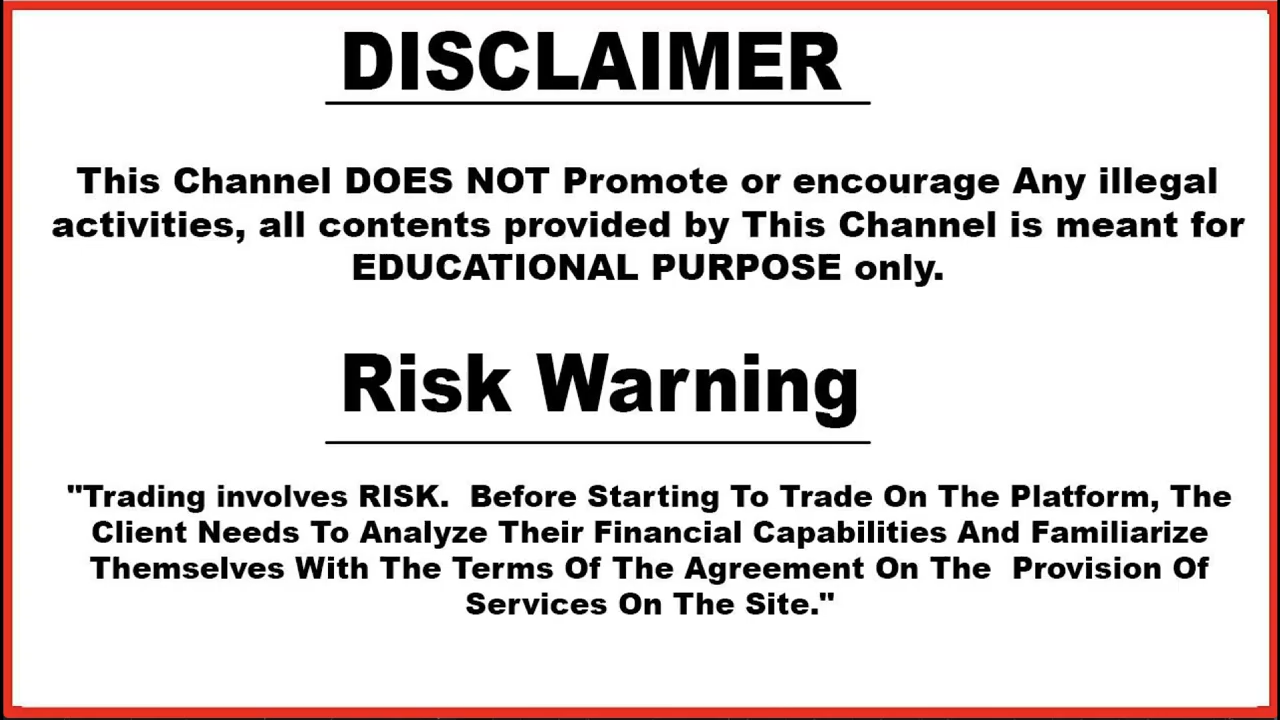 DISCLAIMER
This Channel DOES NOT Promote or encourage Any illegal
activities, all contents provided by This Channel is meant for
EDUCATIONAL PURPOSE only.
Risk Warning
"Trading involves RISK.  Before Starting To Trade On The Platform, The
Client Needs To Analyze Their Financial Capabilities And Familiarize
Themselves With The Terms Of The Agreement On The  Provision Of
Services On The Site."